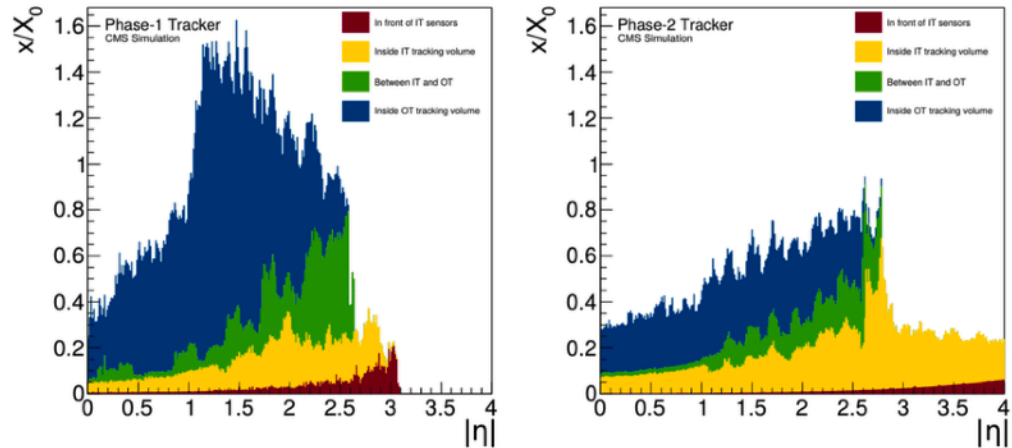 Phase-1 Tracker
CMS Simulation
In front of IT sensors
Inside IT tracking volume
Between IT and OT
Inside OT tracking volume
x/X0
1.6
1.4
1.2
1
0.8
0.6
0.4
0.2
0
0 0.5 1 1.5 2 2.5 3 3.5 4
|η|
Phase-2 Tracker
CMS Simulation
In front of IT sensors
Inside IT tracking volume
Between IT and OT
Inside OT tracking volume
x/X0
1.6
1.4
1.2
1
0.8
0.6
0.4
0.2
0
0 0.5 1 1.5 2 2.5 3 3.5 4
|η|